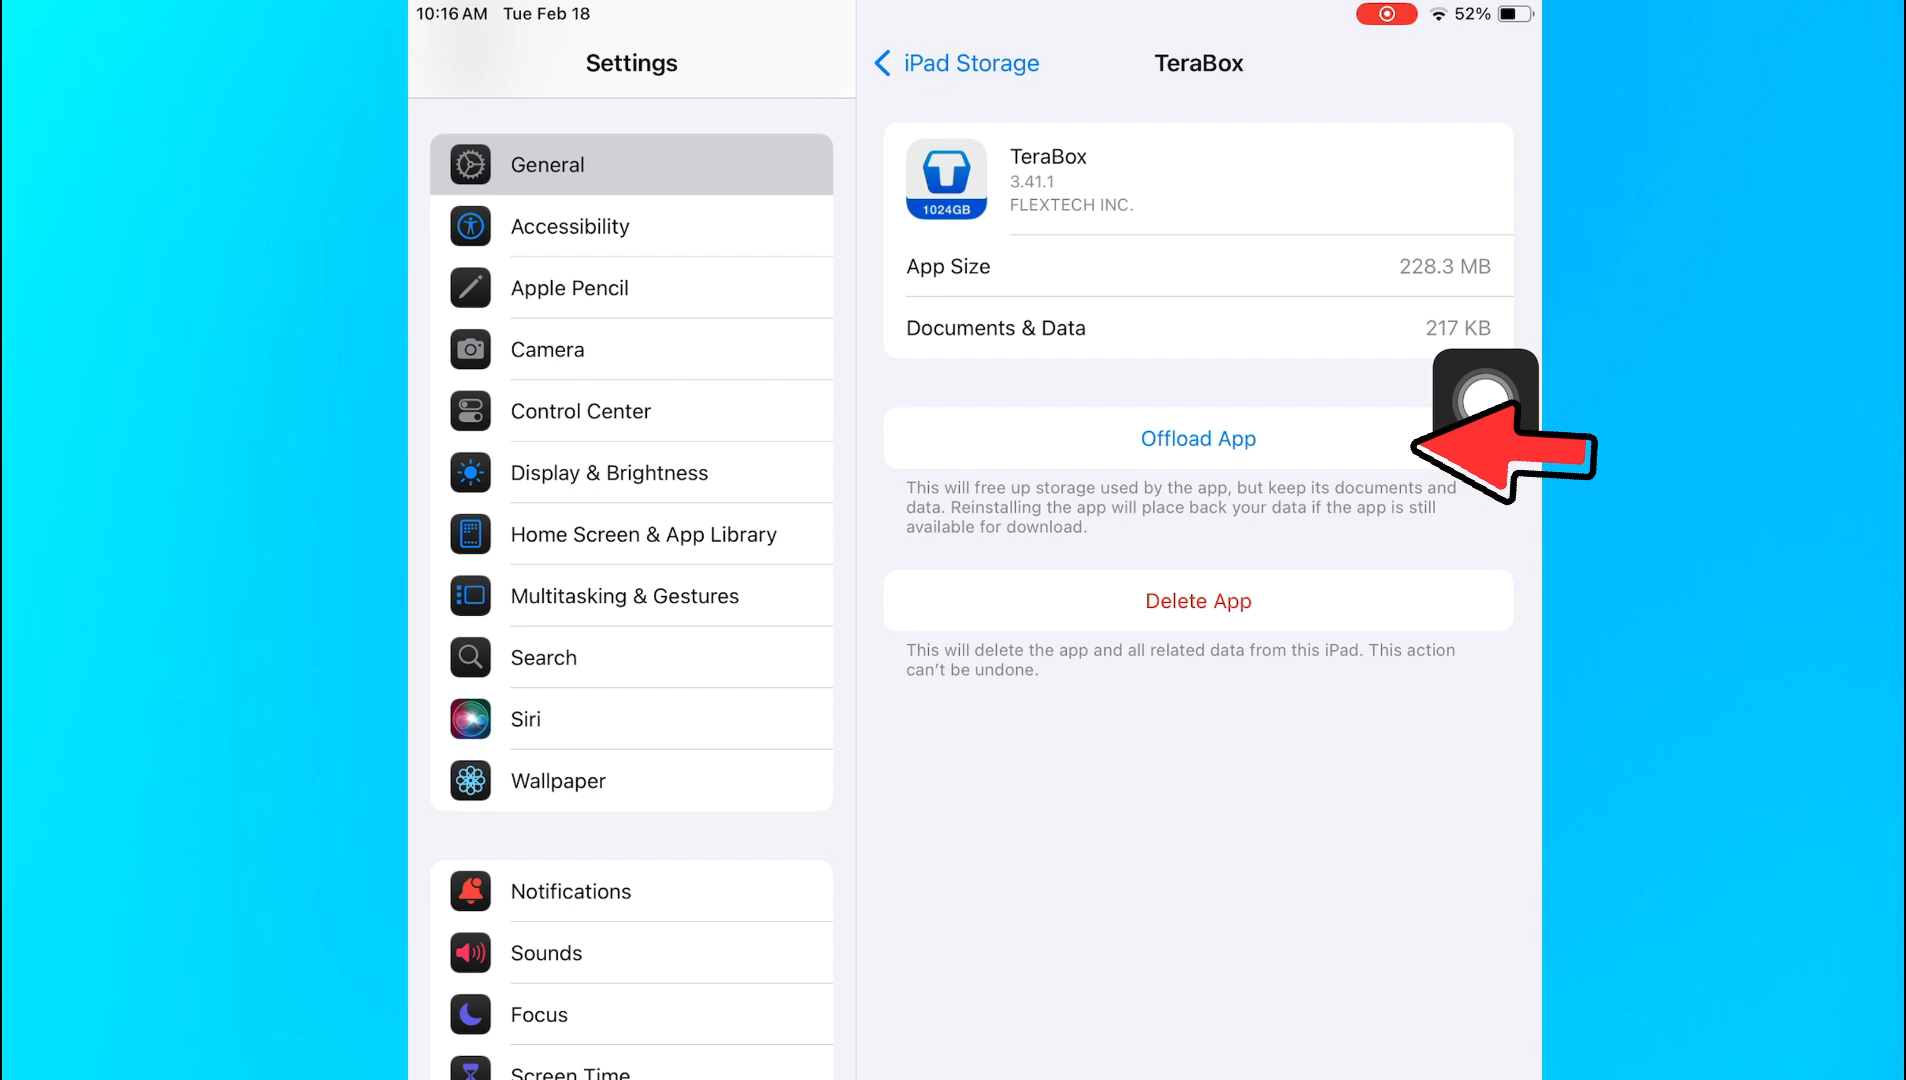 10:16 AM Tue Feb 18
52%
Settings
iPad Storage
TeraBox
General
Accessibility
Apple Pencil
Camera
Control Center
Display & Brightness
Home Screen & App Library
Multitasking & Gestures
Search
Siri
Wallpaper
Notifications
Sounds
Focus
Screen Time
1024GB
TeraBox
3.41.1
FLEXTECH INC.
App Size 228.3 MB
Documents & Data 217 KB
Offload App
This will free up storage used by the app, but keep its documents and
data. Reinstalling the app will place back your data if the app is still
available for download.
Delete App
This will delete the app and all related data from this iPad. This action
can't be undone.